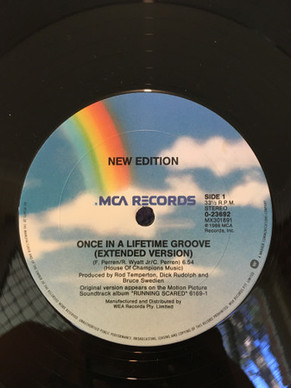 NEW EDITION
MCA RECORDS
SIDE 1
33⅓ R.P.M.
STEREO
0-23692
MX301891
℗ 1986 MCA
Records, Inc.
ONCE IN A LIFETIME GROOVE
(EXTENDED VERSION)
(F. Perren/R. Wyatt Jr/C. Perren) 6:54
(House Of Champions Music)
Produced by Rod Temperton, Dick Rudolph and
Bruce Swedien.
Original version appears on the Motion Picture
Soundtrack album "RUNNING SCARED" 6169-1
Manufactured and Distributed by
WEA Records Pty. Limited